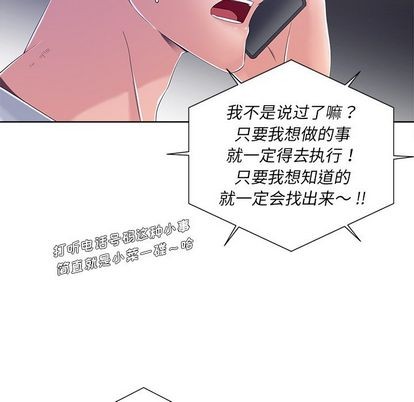 我不是说过了嘛？
只要我想做的事
就一定得去执行！
只要我想知道的
就一定会找出来～!!
打听电话号码这种小事
简直就是小菜一碟～哈